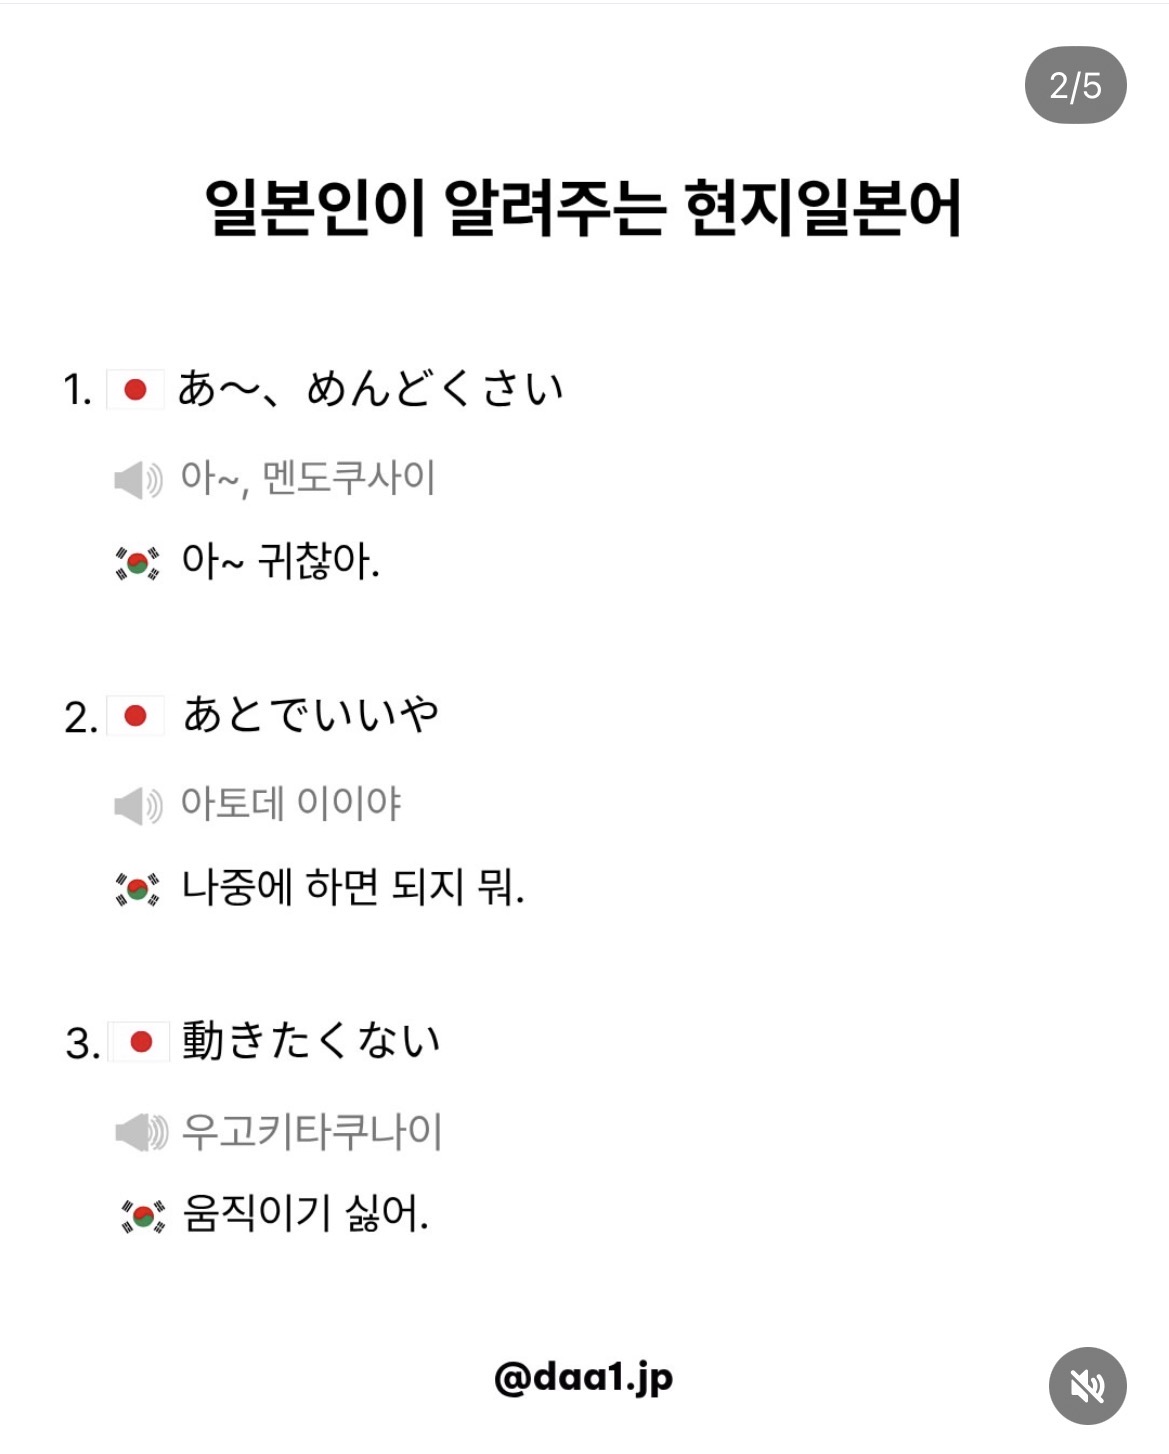 2/5
일본인이 알려주는 현지일본어
1. あ〜、めんどくさい
아~, 멘도쿠사이
아~ 귀찮아.
2. あとでいいや
아토데 이이야
나중에 하면 되지 뭐.
3. 動きたくない
우고키타쿠나이
움직이기 싫어.
@daa1.jp